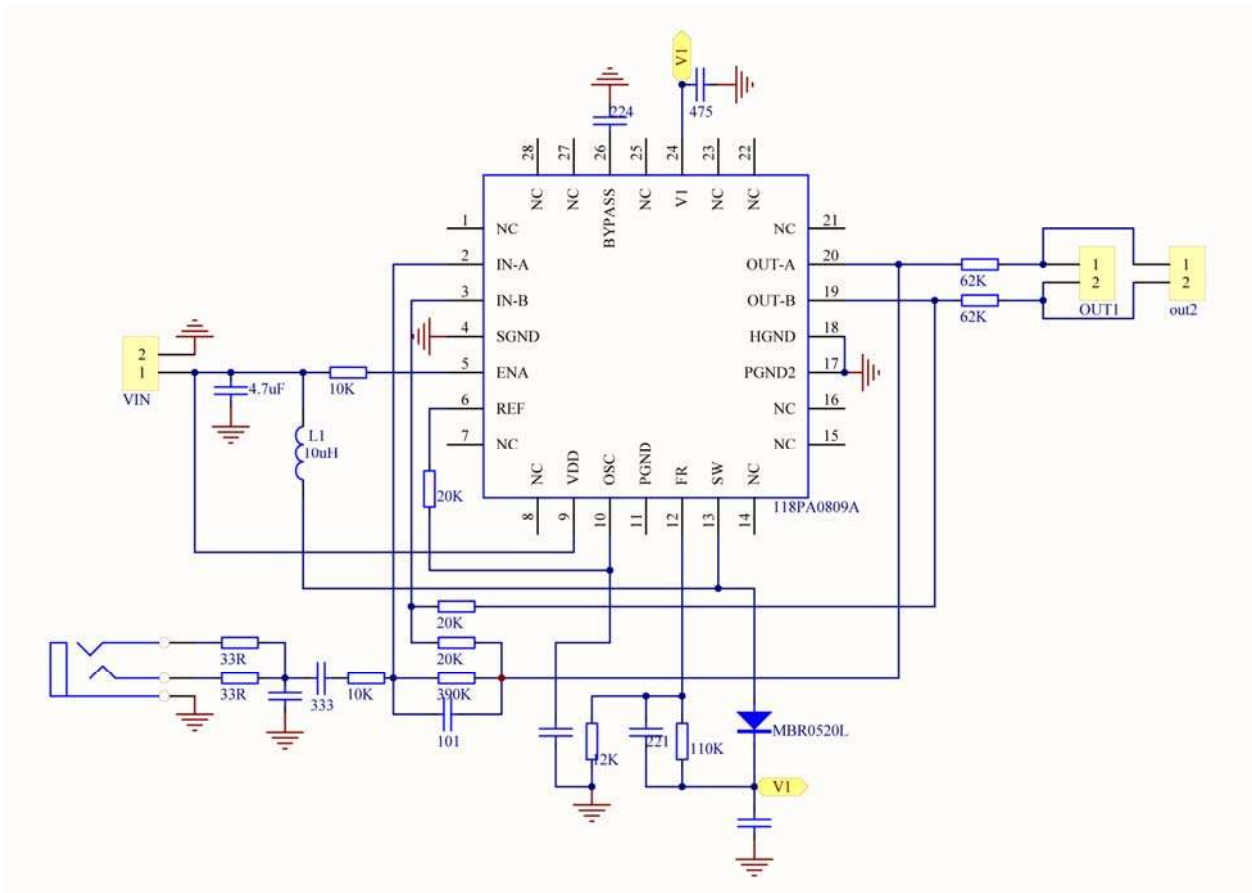 V1
224
475
28
27
26
25
24
23
22
NC
NC
BYPASS
NC
V1
NC
NC
1
NC
NC
21
2
IN-A
OUT-A
20
3
IN-B
OUT-B
19
4
SGND
HGND
18
5
ENA
PGND2
17
6
REF
NC
16
7
NC
NC
15
NC
VDD
OSC
PGND
FR
SW
NC
8
9
10
11
12
13
14
118PA0809A
62K
62K
1
2
OUT1
1
2
out2
2
1
VIN
4.7uF
10K
L1
10uH
20K
20K
20K
33R
33R
333
10K
390K
101
12K
221
110K
MBR0520L
V1